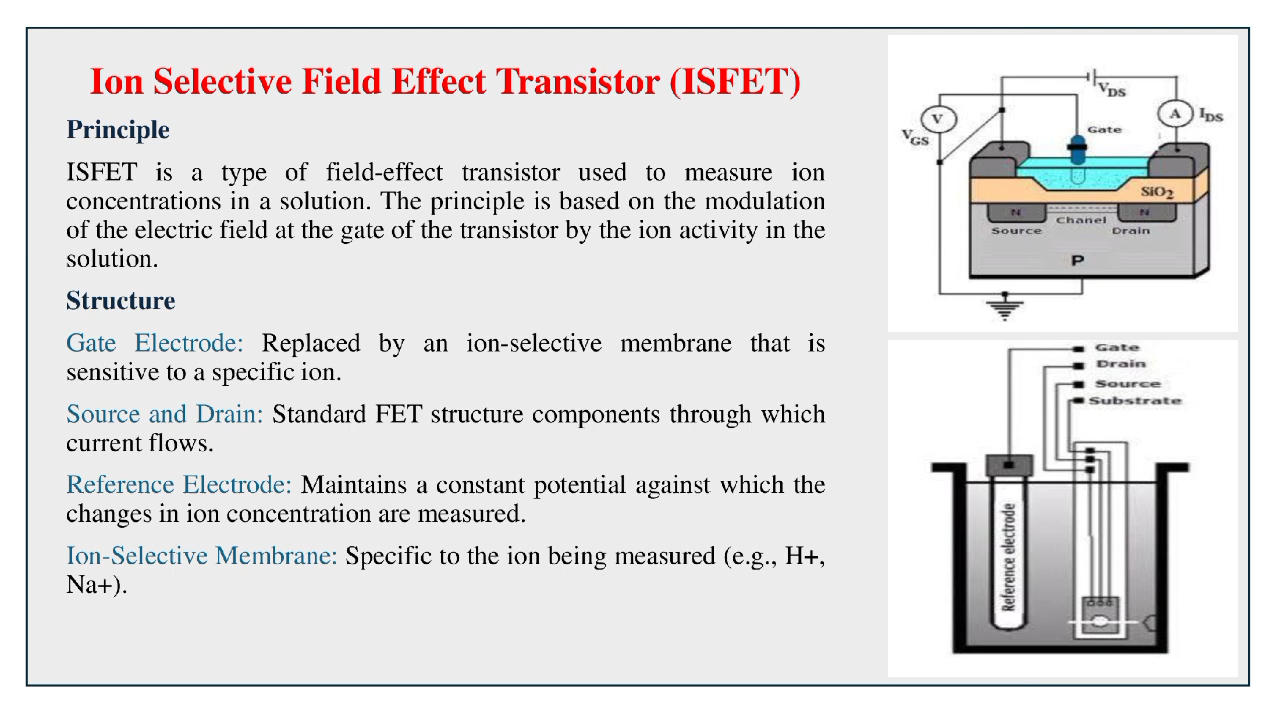 Ion Selective Field Effect Transistor (ISFET)
Principle
ISFET is a type of field-effect transistor used to measure ion
concentrations in a solution. The principle is based on the modulation
of the electric field at the gate of the transistor by the ion activity in the
solution.
Structure
Gate Electrode: Replaced by an ion-selective membrane that is
sensitive to a specific ion.
Source and Drain: Standard FET structure components through which
current flows.
Reference Electrode: Maintains a constant potential against which the
changes in ion concentration are measured.
Ion-Selective Membrane: Specific to the ion being measured (e.g., H+,
Na+).
VDS
V
VGS
A
IDS
Gate
SiO2
N
N
Chanel
Source
Drain
P
Gate
Drain
Source
Substrate
Reference electrode